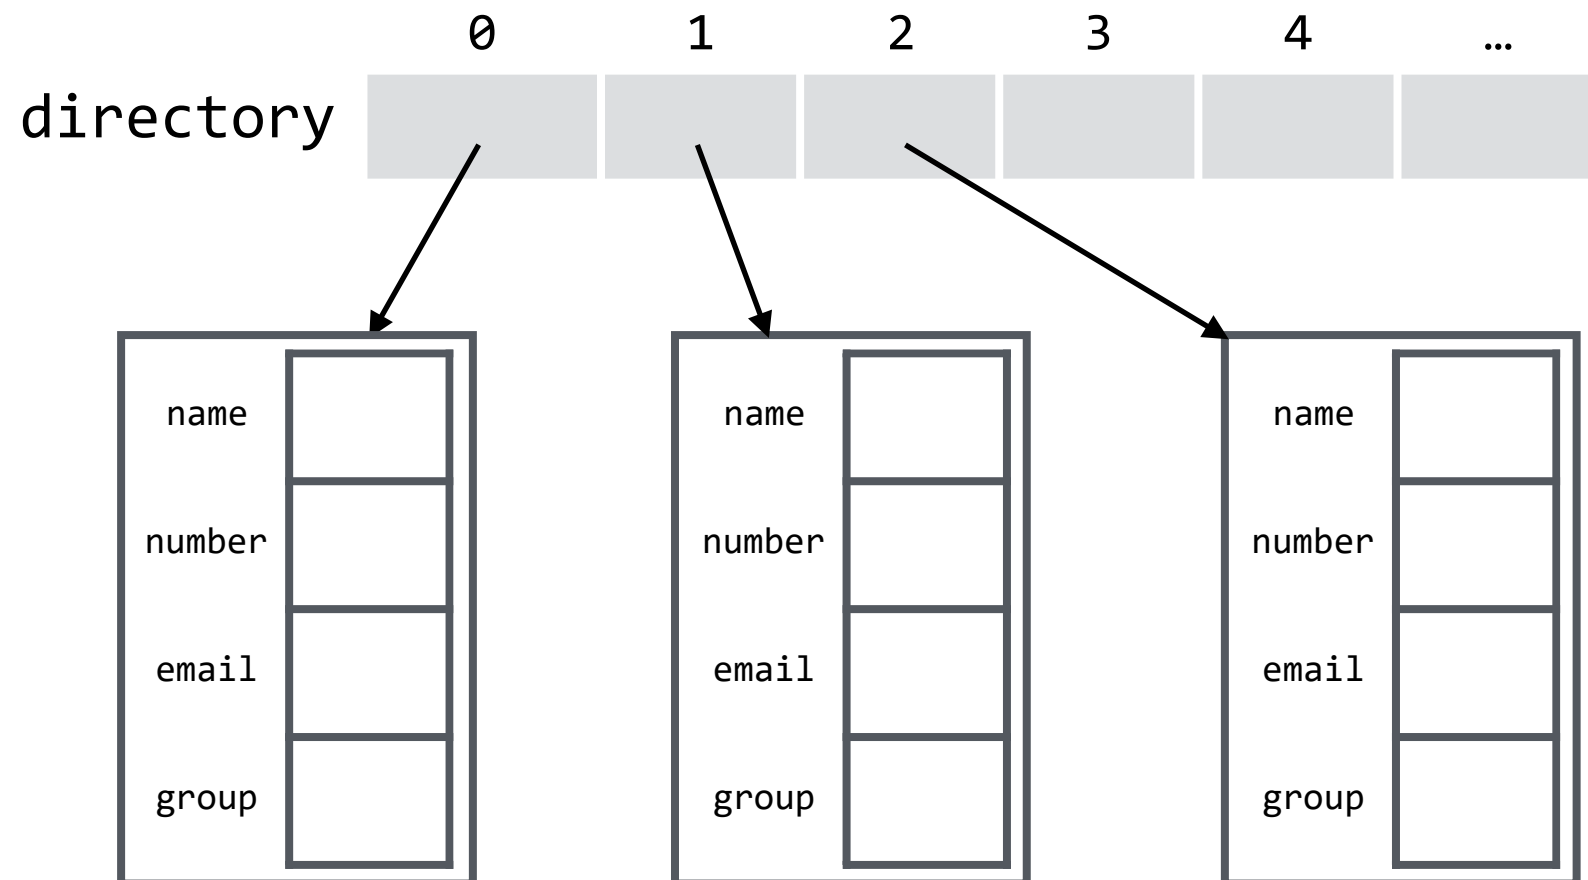 0 1 2 3 4 …
directory
name name name
number number number
email email email
group group group